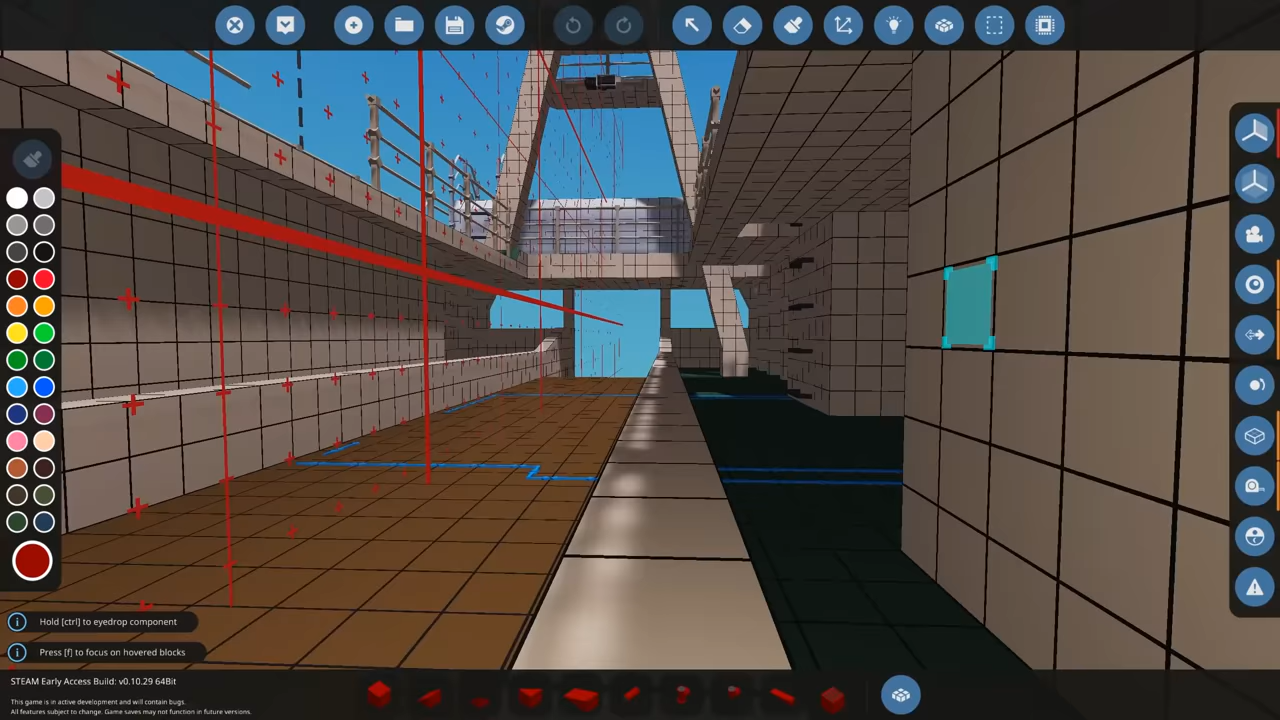 Hold [ctrl] to eyedrop component
Press [f] to focus on hovered blocks
STEAM Early Access Build: v0.10.29 64Bit
This game is in active development and will contain bugs.
All features subject to change. Game saves may not function in future versions.